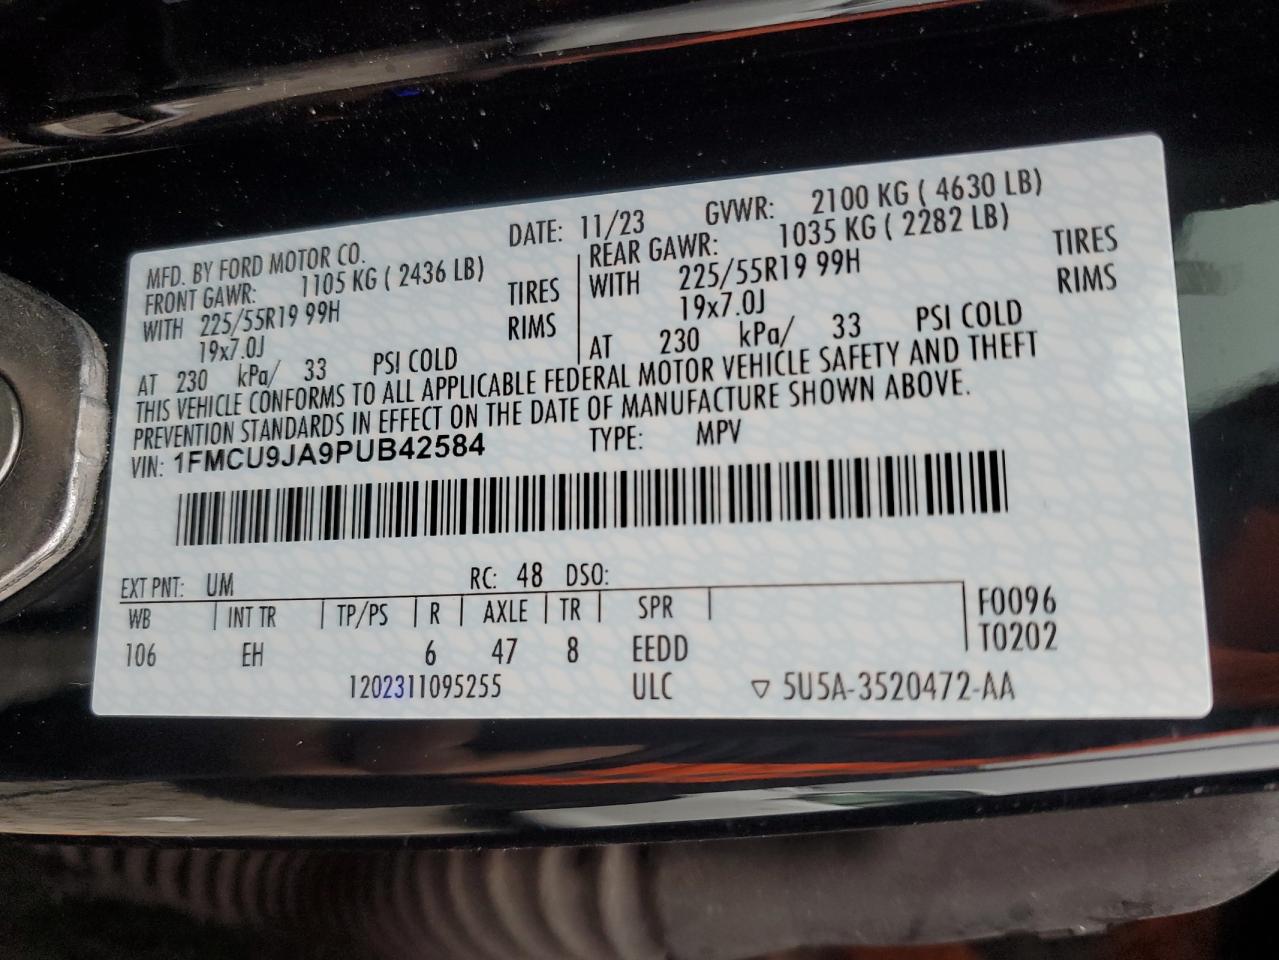 MFD. BY FORD MOTOR CO. DATE: 11/23 GVWR: 2100 KG ( 4630 LB)
FRONT GAWR: 1105 KG ( 2436 LB) REAR GAWR: 1035 KG ( 2282 LB)
WITH 225/55R19 99H TIRES WITH 225/55R19 99H TIRES
19x7.0J RIMS 19x7.0J RIMS
AT 230 kPa/ 33 PSI COLD AT 230 kPa/ 33 PSI COLD
THIS VEHICLE CONFORMS TO ALL APPLICABLE FEDERAL MOTOR VEHICLE SAFETY AND THEFT
PREVENTION STANDARDS IN EFFECT ON THE DATE OF MANUFACTURE SHOWN ABOVE.
VIN: 1FMCU9JA9PUB42584 TYPE: MPV
EXT PNT: UM RC: 48 DSO:
WB INT TR TP/PS R AXLE TR SPR F0096
106 EH 6 47 8 EEDD T0202
1202311095255 ULC ▽ 5U5A-3520472-AA